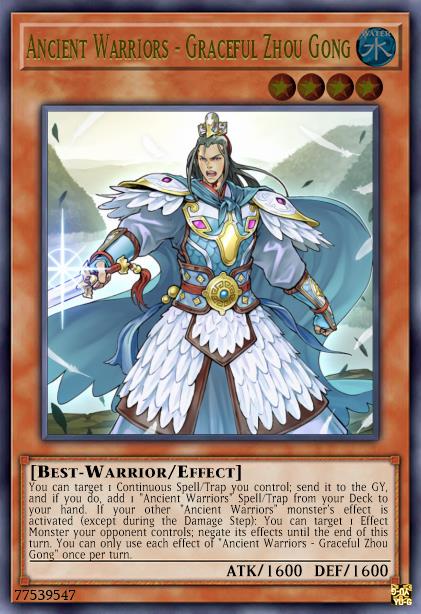 Ancient Warriors - Graceful Zhou Gong
WATER
水
[Best-Warrior/Effect]
You can target 1 Continuous Spell/Trap you control; send it to the GY,
and if you do, add 1 "Ancient Warriors" Spell/Trap from your Deck to
your hand. If your other "Ancient Warriors" monster's effect is
activated (except during the Damage Step): You can target 1 Effect
Monster your opponent controls; negate its effects until the end of this
turn. You can only use each effect of "Ancient Warriors - Graceful Zhou
Gong" once per turn.
ATK/1600 DEF/1600
77539547